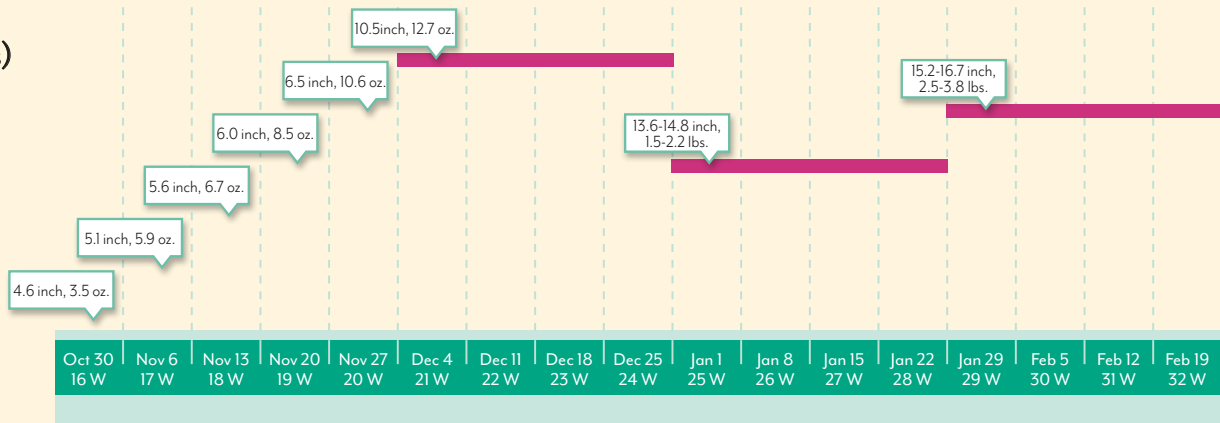 )
10.5inch, 12.7 oz.
6.5 inch, 10.6 oz.
15.2-16.7 inch,
2.5-3.8 lbs.
6.0 inch, 8.5 oz.
13.6-14.8 inch,
1.5-2.2 lbs.
5.6 inch, 6.7 oz.
5.1 inch, 5.9 oz.
4.6 inch, 3.5 oz.
Oct 30 Nov 6 Nov 13 Nov 20 Nov 27 Dec 4 Dec 11 Dec 18 Dec 25 Jan 1 Jan 8 Jan 15 Jan 22 Jan 29 Feb 5 Feb 12 Feb 19
16 W 17 W 18 W 19 W 20 W 21 W 22 W 23 W 24 W 25 W 26 W 27 W 28 W 29 W 30 W 31 W 32 W